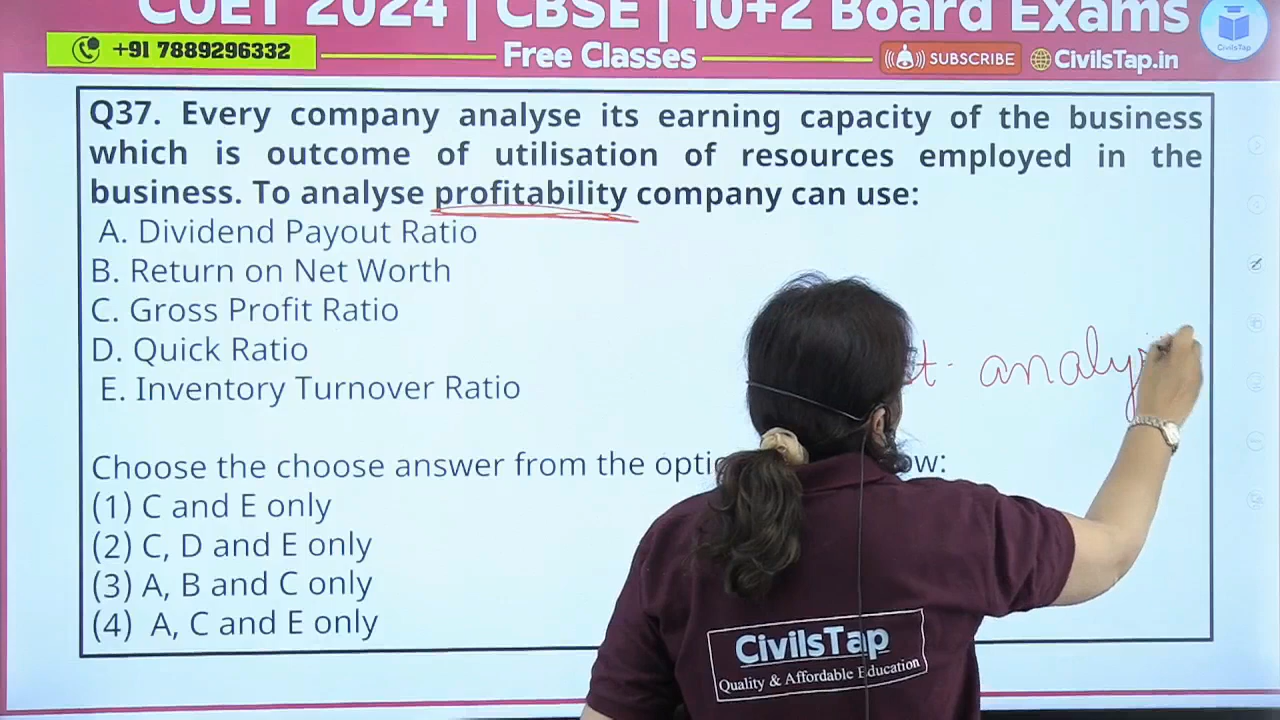 CUET 2024 | CBSE | 10+2 Board Exams
+91 7889296332
Free Classes
SUBSCRIBE
CivilsTap.in
CivilsTap
Q37. Every company analyse its earning capacity of the business
which is outcome of utilisation of resources employed in the
business. To analyse profitability company can use:
A. Dividend Payout Ratio
B. Return on Net Worth
C. Gross Profit Ratio
D. Quick Ratio
E. Inventory Turnover Ratio
Choose the choose answer from the
(1) C and E only
(2) C, D and E only
(3) A, B and C only
(4) A, C and E only
CivilsTap
Quality & Affordable Education